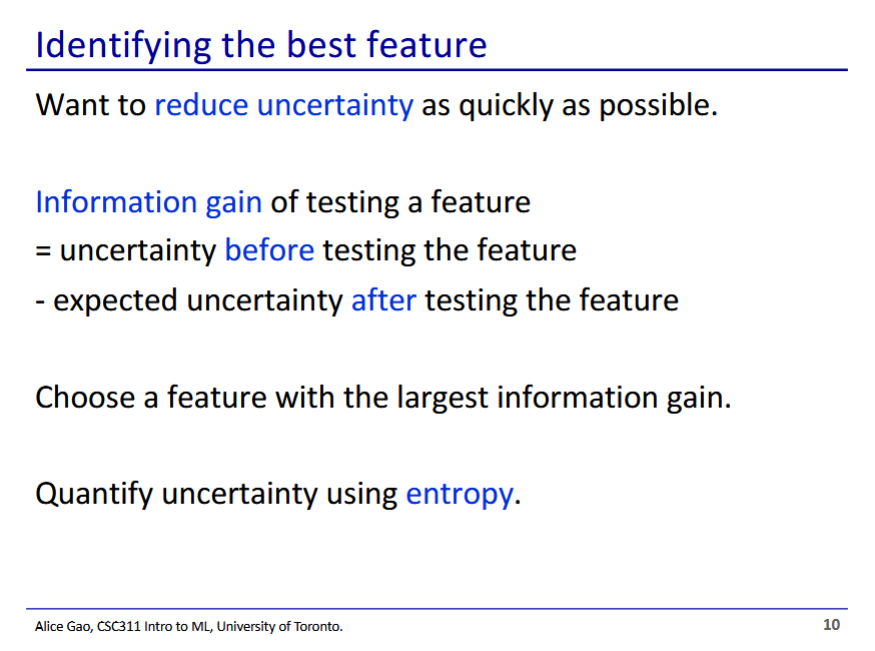 Identifying the best feature
Want to reduce uncertainty as quickly as possible.
Information gain of testing a feature
= uncertainty before testing the feature
- expected uncertainty after testing the feature
Choose a feature with the largest information gain.
Quantify uncertainty using entropy.
Alice Gao, CSC311 Intro to ML, University of Toronto.
10